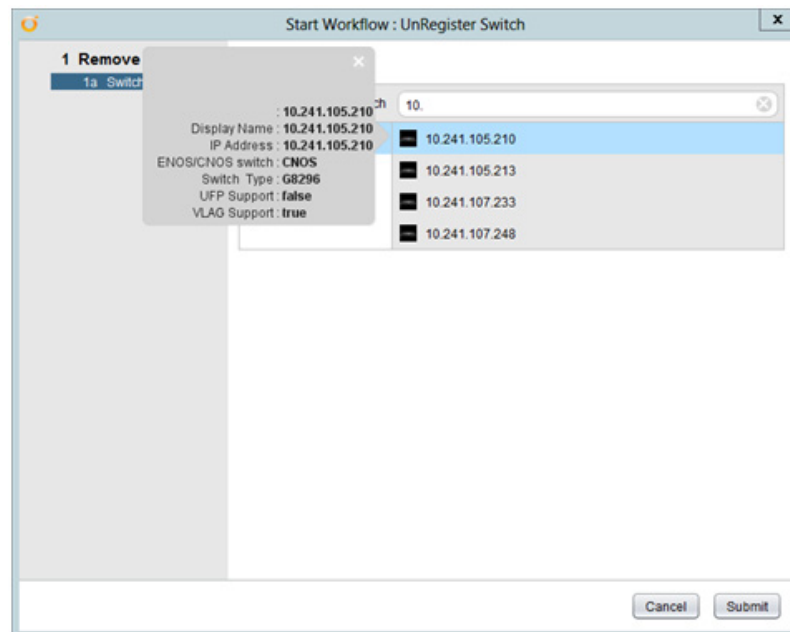 Start Workflow : UnRegister Switch
x
1 Remove
1a Switch
: 10.241.105.210
Display Name : 10.241.105.210
IP Address : 10.241.105.210
ENOS/CNOS switch : CNOS
Switch Type : G8296
UFP Support : false
VLAG Support : true
ch
10.
10.241.105.210
10.241.105.213
10.241.107.233
10.241.107.248
Cancel
Submit